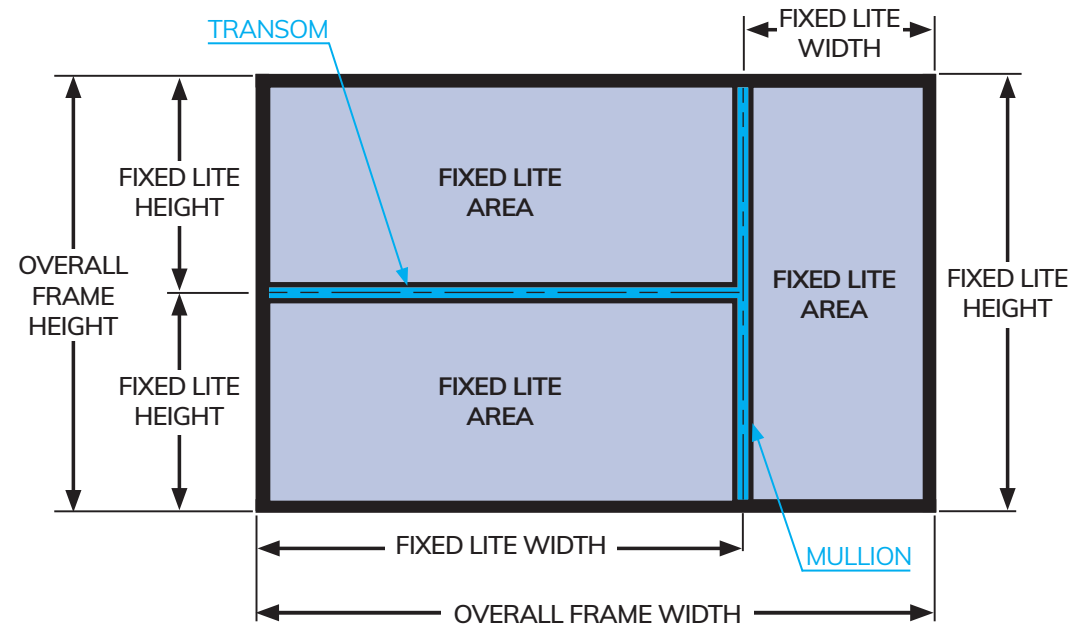 FIXED LITE
WIDTH
TRANSOM
FIXED LITE
HEIGHT
FIXED LITE
AREA
OVERALL
FRAME
HEIGHT
FIXED LITE
AREA
FIXED LITE
HEIGHT
FIXED LITE
HEIGHT
FIXED LITE
AREA
FIXED LITE WIDTH
MULLION
OVERALL FRAME WIDTH